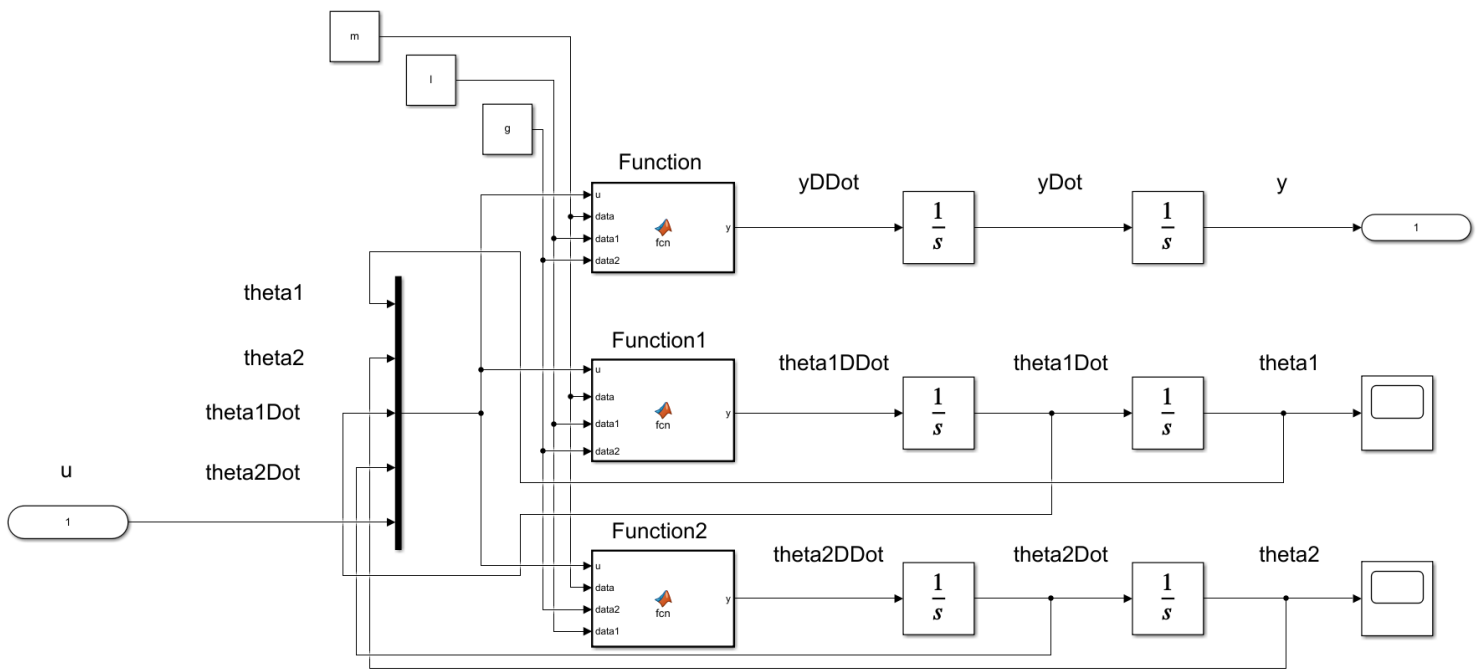 m
l
g
Function
yDDot
yDot
y
u
data
fcn
y
data1
data2
1
s
1
s
1
theta1
Function1
theta1DDot
theta1Dot
theta1
theta2
u
data
fcn
y
data1
data2
1
s
1
s
theta1Dot
theta2Dot
u
1
Function2
theta2DDot
theta2Dot
theta2
u
data
fcn
y
data2
data1
1
s
1
s